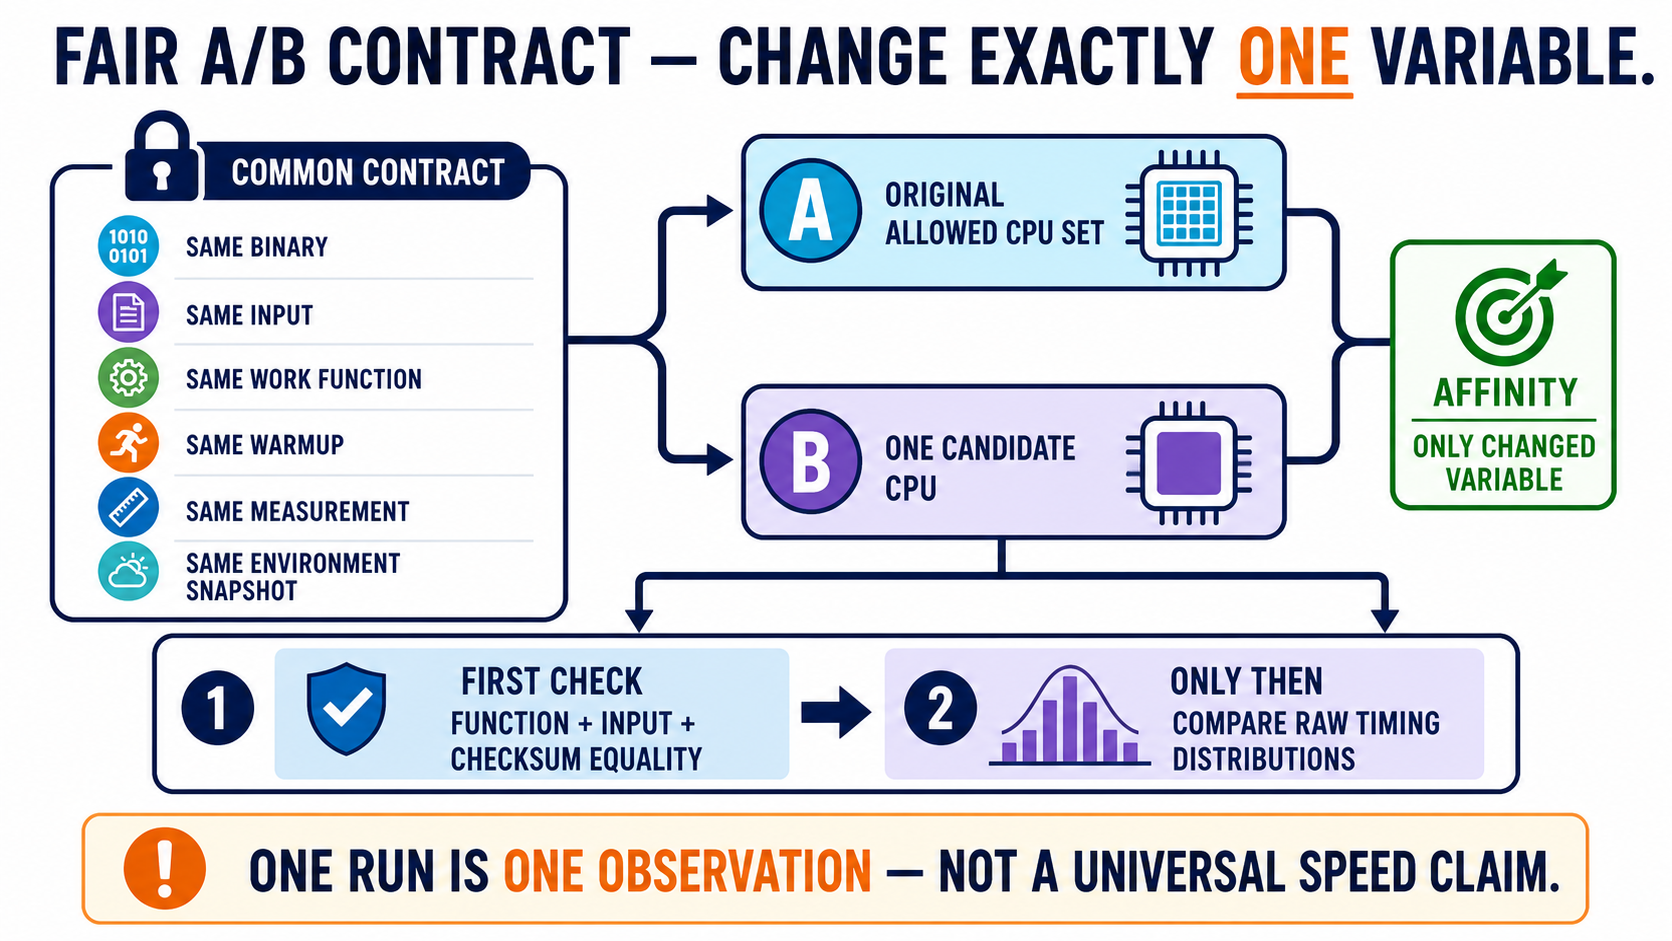 FAIR A/B CONTRACT — CHANGE EXACTLY ONE VARIABLE.
COMMON CONTRACT
1010
0101
SAME BINARY
SAME INPUT
SAME WORK FUNCTION
SAME WARMUP
SAME MEASUREMENT
SAME ENVIRONMENT
SNAPSHOT
A
ORIGINAL
ALLOWED CPU SET
B
ONE CANDIDATE
CPU
AFFINITY
ONLY CHANGED
VARIABLE
1
FIRST CHECK
FUNCTION + INPUT +
CHECKSUM EQUALITY
2
ONLY THEN
COMPARE RAW TIMING
DISTRIBUTIONS
! ONE RUN IS ONE OBSERVATION — NOT A UNIVERSAL SPEED CLAIM.